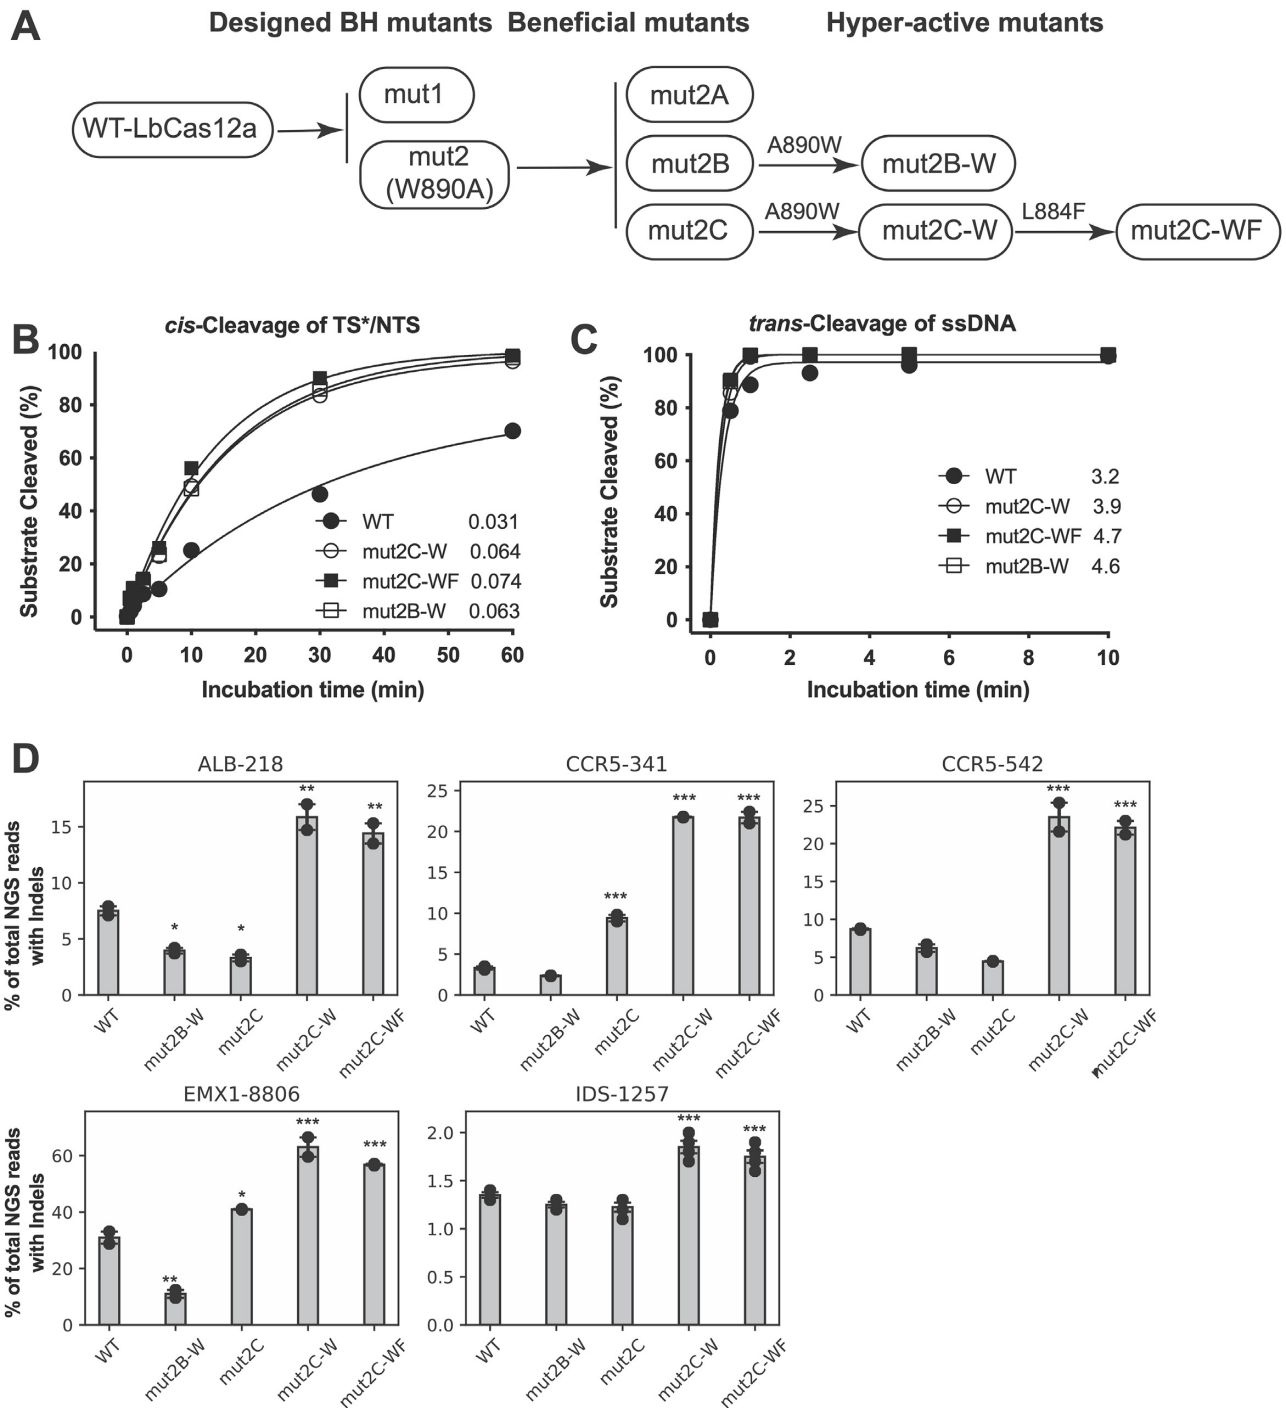 A
Designed BH mutants Beneficial mutants Hyper-active mutants
WT-LbCas12a
mut1
mut2
(W890A)
mut2A
mut2B
A890W
mut2B-W
mut2C
A890W
mut2C-W
L884F
mut2C-WF
B
cis-Cleavage of TS*/NTS
Substrate Cleaved (%)
100
80
60
40
20
0
WT 0.031
mut2C-W 0.064
mut2C-WF 0.074
mut2B-W 0.063
0 10 20 30 40 50 60
Incubation time (min)
C
trans-Cleavage of ssDNA
Substrate Cleaved (%)
100
80
60
40
20
0
WT 3.2
mut2C-W 3.9
mut2C-WF 4.7
mut2B-W 4.6
0 2 4 6 8 10
Incubation time (min)
D
ALB-218
% of total NGS reads
with Indels
15
10
5
0
* * ** **
WT mut2B-W mut2C mut2C-W mut2C-WF
CCR5-341
25
20
15
10
5
0
*** *** ***
WT mut2B-W mut2C mut2C-W mut2C-WF
CCR5-542
25
20
15
10
5
0
*** ***
WT mut2B-W mut2C mut2C-W mut2C-WF
EMX1-8806
% of total NGS reads
with Indels
60
40
20
0
** * *** ***
WT mut2B-W mut2C mut2C-W mut2C-WF
IDS-1257
2.0
1.5
1.0
0.5
0.0
*** ***
WT mut2B-W mut2C mut2C-W mut2C-WF